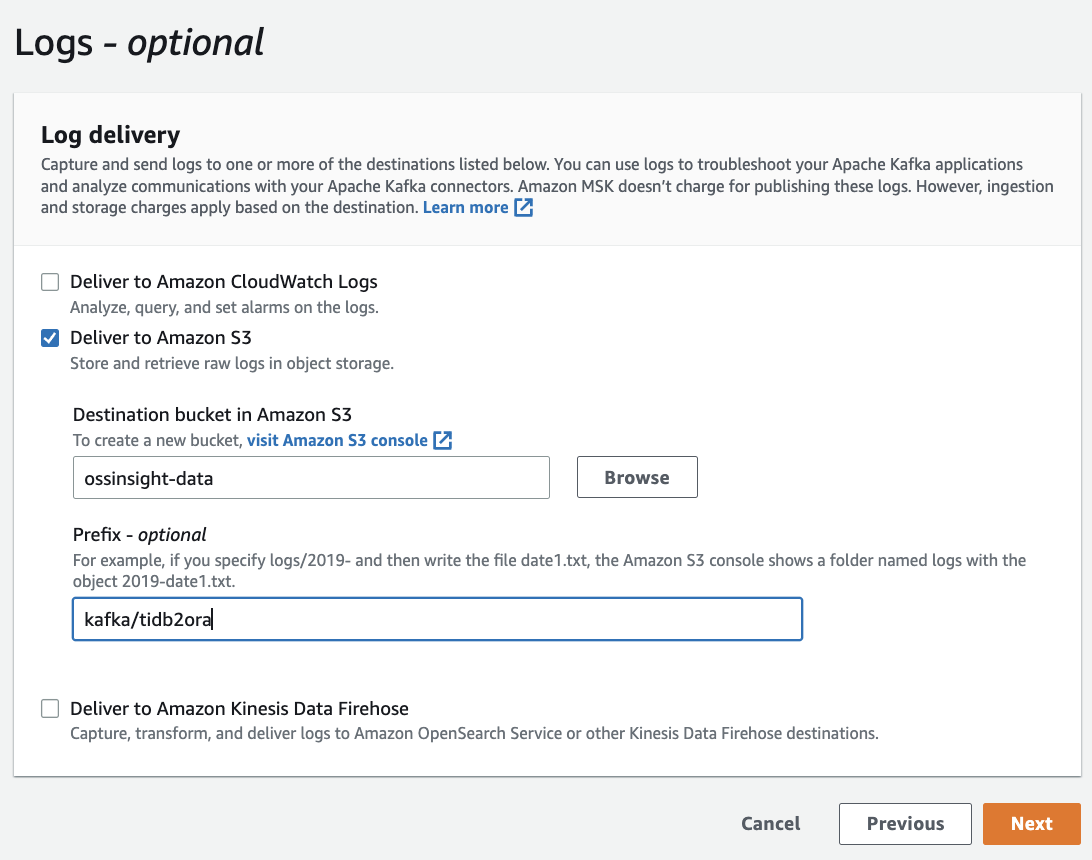 Logs - optional
Log delivery
Capture and send logs to one or more of the destinations listed below. You can use logs to troubleshoot your Apache Kafka applications
and analyze communications with your Apache Kafka connectors. Amazon MSK doesn’t charge for publishing these logs. However, ingestion
and storage charges apply based on the destination. Learn more
Deliver to Amazon CloudWatch Logs
Analyze, query, and set alarms on the logs.
Deliver to Amazon S3
Store and retrieve raw logs in object storage.
Destination bucket in Amazon S3
To create a new bucket, visit Amazon S3 console
ossinsight-data
Browse
Prefix - optional
For example, if you specify logs/2019- and then write the file date1.txt, the Amazon S3 console shows a folder named logs with the
object 2019-date1.txt.
kafka/tidb2ora
Deliver to Amazon Kinesis Data Firehose
Capture, transform, and deliver logs to Amazon OpenSearch Service or other Kinesis Data Firehose destinations.
Cancel
Previous
Next